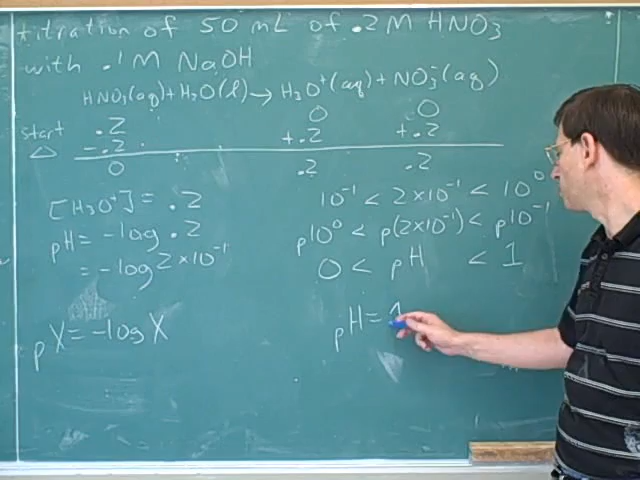 titration of 50 mL of .2M HNO₃
with .1M NaOH
HNO₃(aq)+H₂O(l)→H₃O⁺(aq)+NO₃⁻(aq)
start .2 0 0
△ -.2 +.2 +.2
0 .2 .2
[H₃O⁺]=.2
pH=-log .2
=-log 2×10⁻¹
pX=-log X
10⁻¹ < 2×10⁻¹ < 10⁰
p10⁰ < p(2×10⁻¹) < p10⁻¹
0 < pH < 1
pH=1